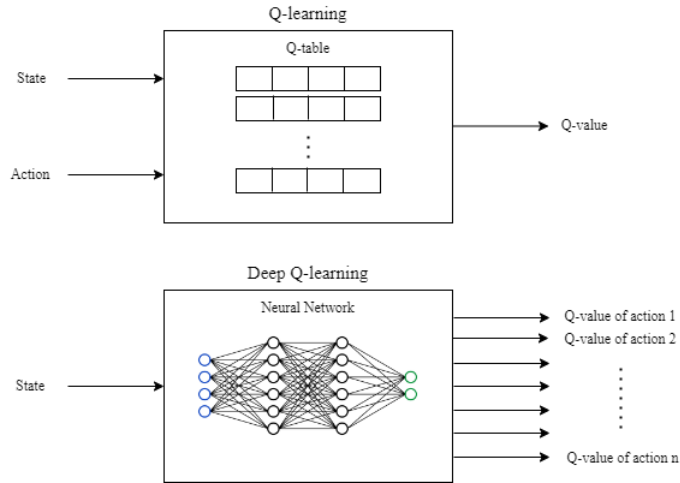 Q-learning
Q-table
State
Action
Q-value
Deep Q-learning
Neural Network
State
Q-value of action 1
Q-value of action 2
Q-value of action n